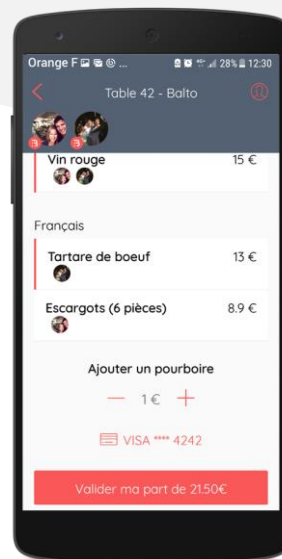 Orange F ... 28% 12:30
Table 42 - Balto
Vin rouge 15 €
Français
Tartare de boeuf 13 €
Escargots (6 pièces) 8.9 €
Ajouter un pourboire
— 1 € +
VISA **** 4242
Valider ma part de 21.50€